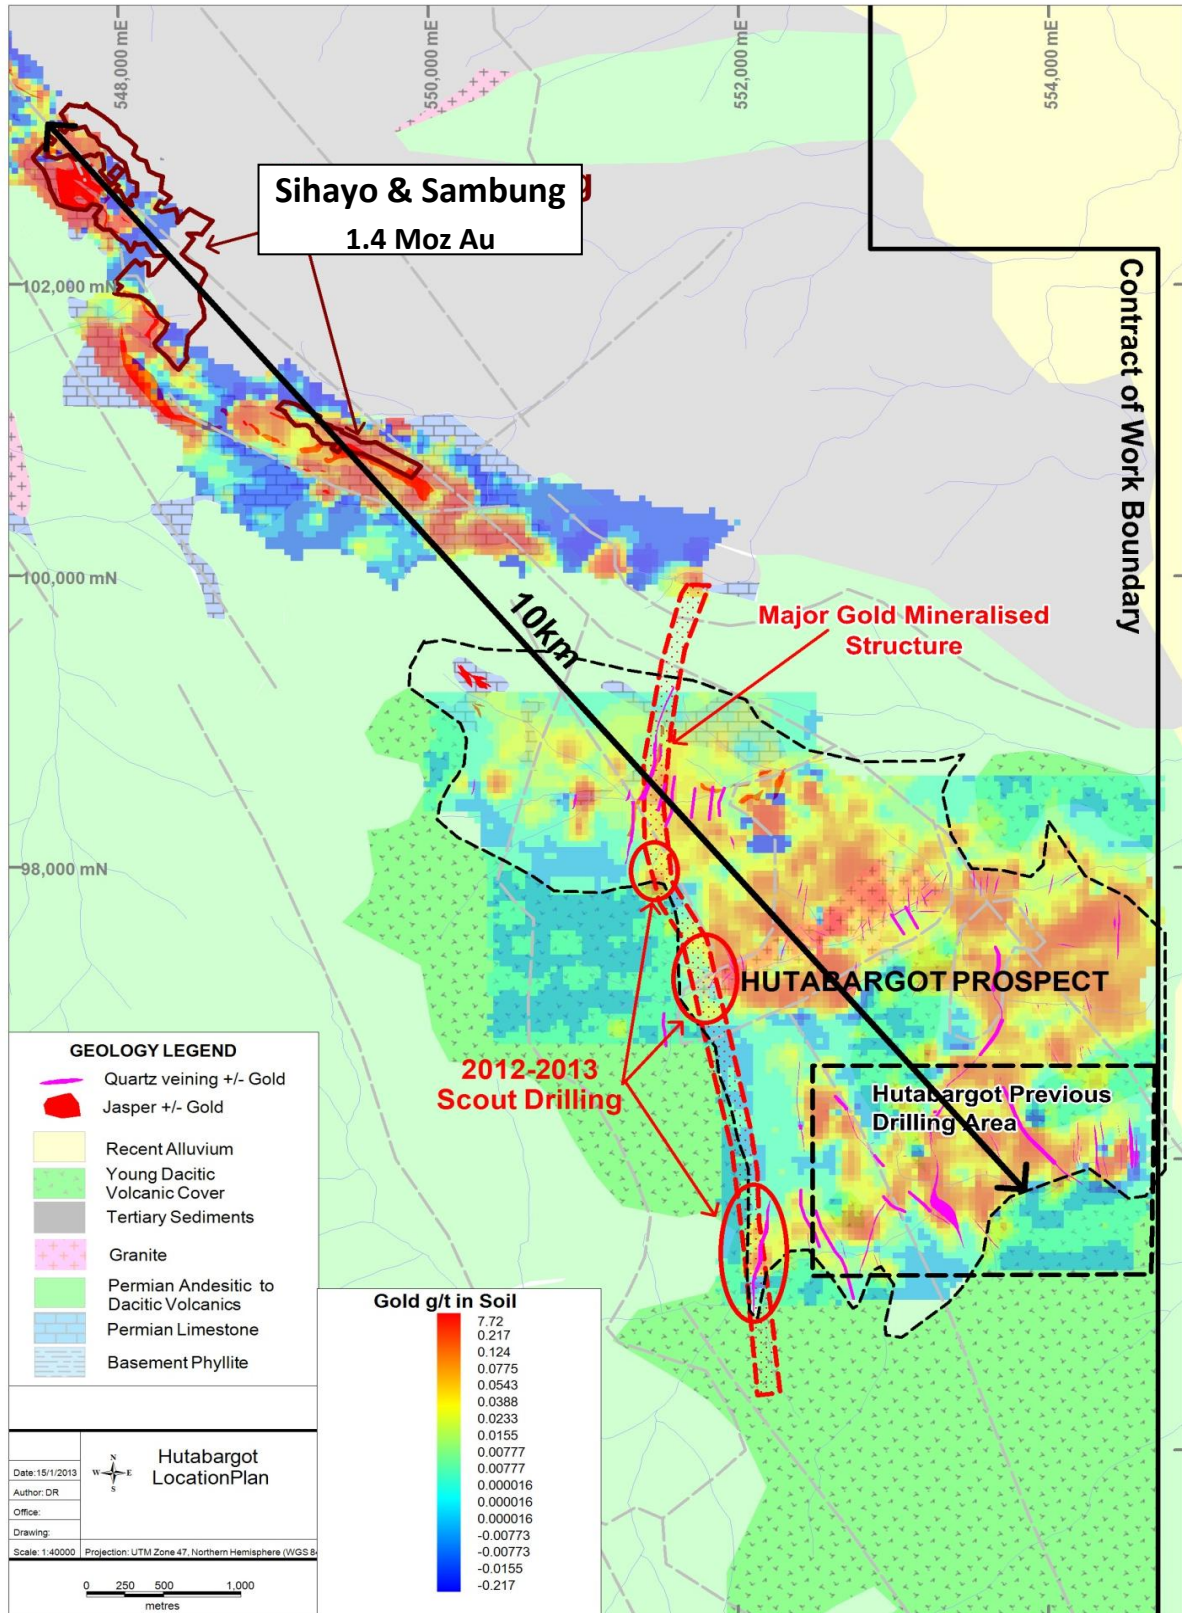 548,000 mE
550,000 mE
552,000 mE
554,000 mE
Sihayo & Sambung
1.4 Moz Au
102,000 mN
Contract of Work Boundary
100,000 mN
10km
Major Gold Mineralised
Structure
98,000 mN
HUTABARGOT PROSPECT
2012-2013
Scout Drilling
Hutabargot Previous
Drilling Area
GEOLOGY LEGEND
Quartz veining +/- Gold
Jasper +/- Gold
Recent Alluvium
Young Dacitic
Volcanic Cover
Tertiary Sediments
Granite
Permian Andesitic to
Dacitic Volcanics
Permian Limestone
Basement Phyllite
Gold g/t in Soil
7.72
0.217
0.124
0.0775
0.0543
0.0388
0.0233
0.0155
0.00777
0.00777
0.000016
0.000016
0.000016
-0.00773
-0.00773
-0.0155
-0.217
N
W E
S
Hutabargot
LocationPlan
Date:15/1/2013
Author: DR
Office:
Drawing:
Scale: 1:40000
Projection: UTM Zone 47, Northern Hemisphere (WGS 84
0 250 500 1,000
metres